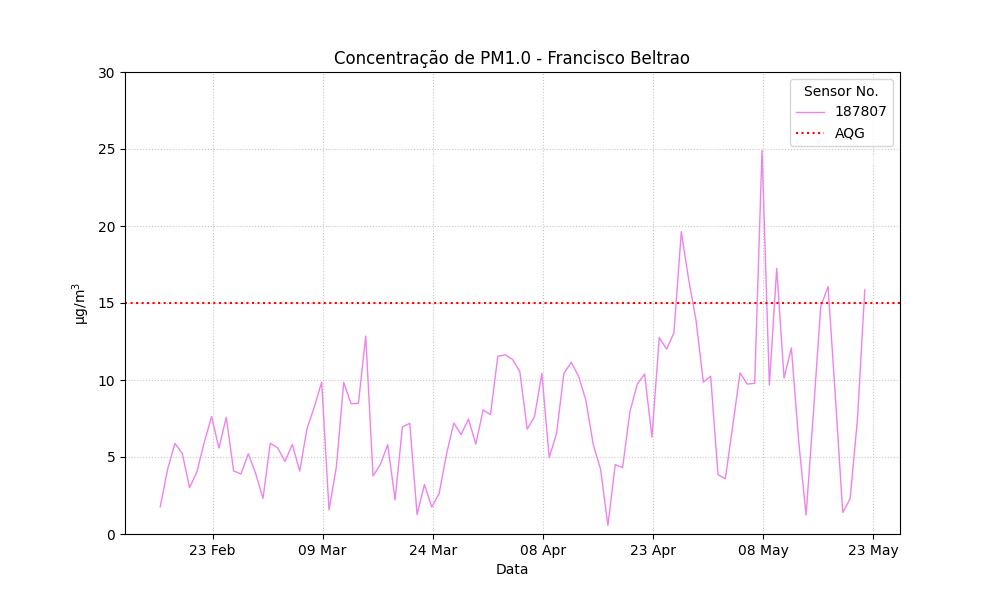 Concentração de PM1.0 - Francisco Beltrao
Sensor No.
187807
AQG
30
25
20
15
10
5
0
µg/m³
23 Feb
09 Mar
24 Mar
08 Apr
23 Apr
08 May
23 May
Data